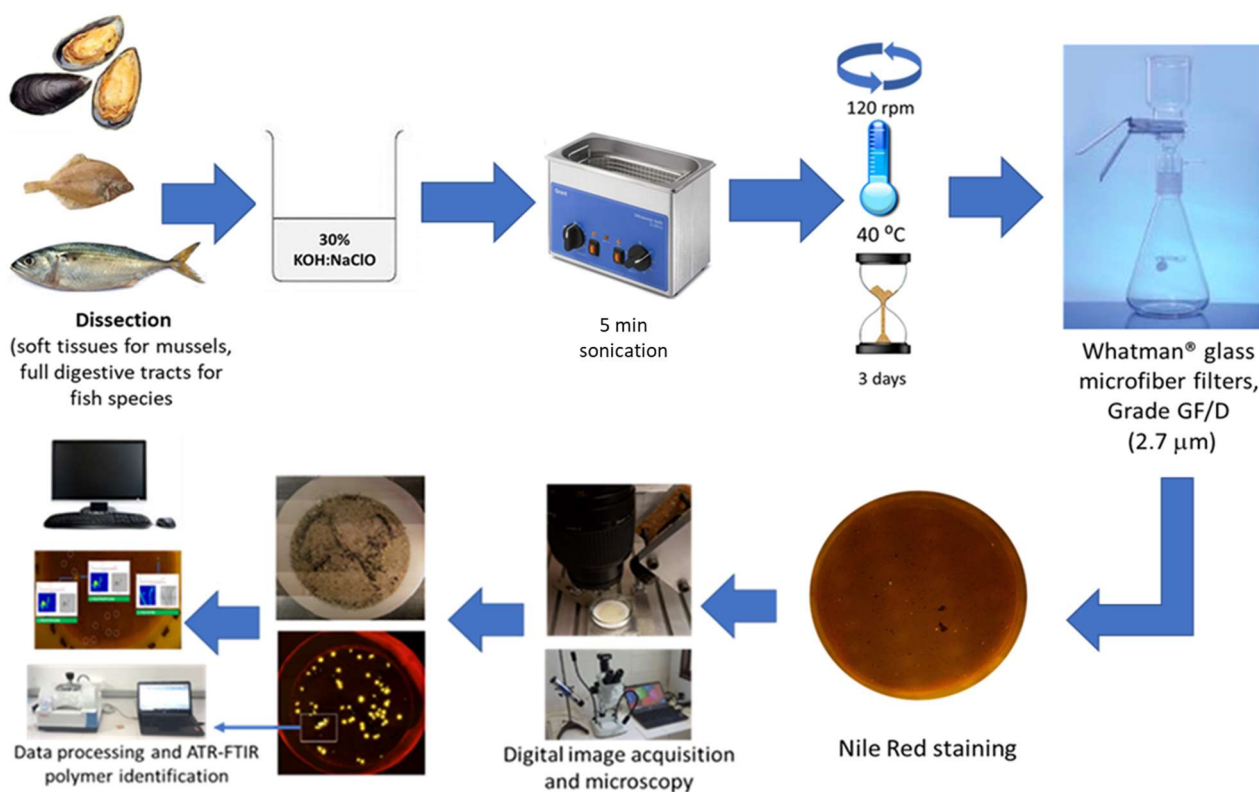 Dissection
(soft tissues for mussels,
full digestive tracts for
fish species
30%
KOH:NaClO
5 min
sonication
120 rpm
40 ⁰C
3 days
Whatman® glass
microfiber filters,
Grade GF/D
(2.7 μm)
Nile Red staining
Digital image acquisition
and microscopy
Data processing and ATR-FTIR
polymer identification